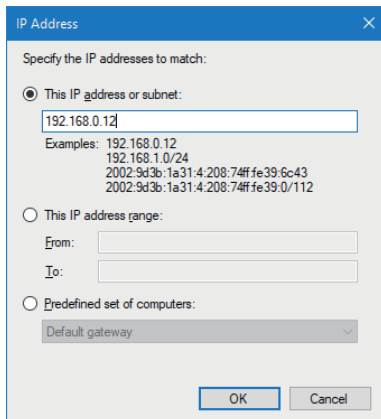 IP Address
Specify the IP addresses to match:
This IP address or subnet:
192.168.0.12
Examples: 192.168.0.12
192.168.1.0/24
2002:9d3b:1a31:4:208:74ff:fe39:6c43
2002:9d3b:1a31:4:208:74ff:fe39:0/112
This IP address range:
From:
To:
Predefined set of computers:
Default gateway
OK Cancel